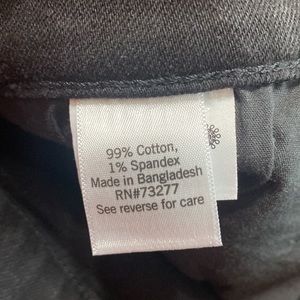 99% Cotton,
1% Spandex
Made in Bangladesh
RN#73277
See reverse for care